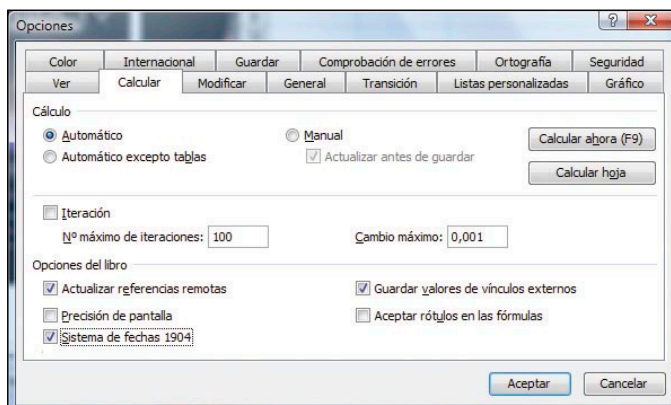 Opciones
Color Internacional Guardar Comprobación de errores Ortografía Seguridad
Ver Calcular Modificar General Transición Listas personalizadas Gráfico
Cálculo
Automático Manual Calcular ahora (F9)
Automático excepto tablas Actualizar antes de guardar
Calcular hoja
Iteración
Nº máximo de iteraciones: 100 Cambio máximo: 0,001
Opciones del libro
Actualizar referencias remotas Guardar valores de vínculos externos
Precisión de pantalla Aceptar rótulos en las fórmulas
Sistema de fechas 1904
Aceptar Cancelar